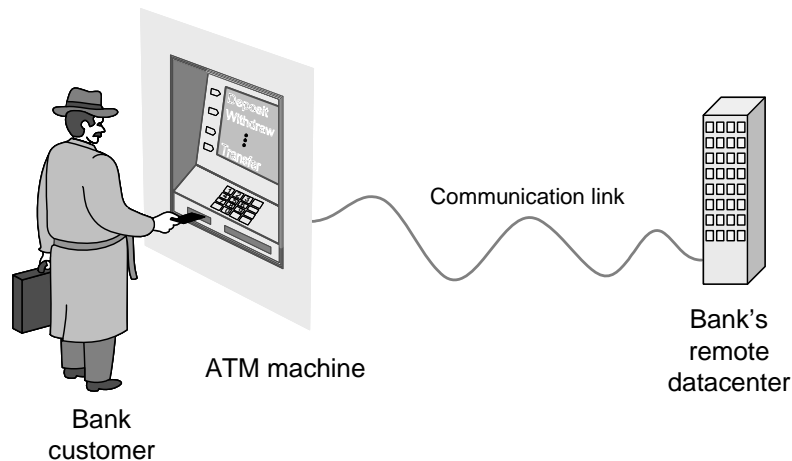 Deposit
Withdraw
Transfer
Communication link
ATM machine
Bank
customer
Bank's
remote
datacenter